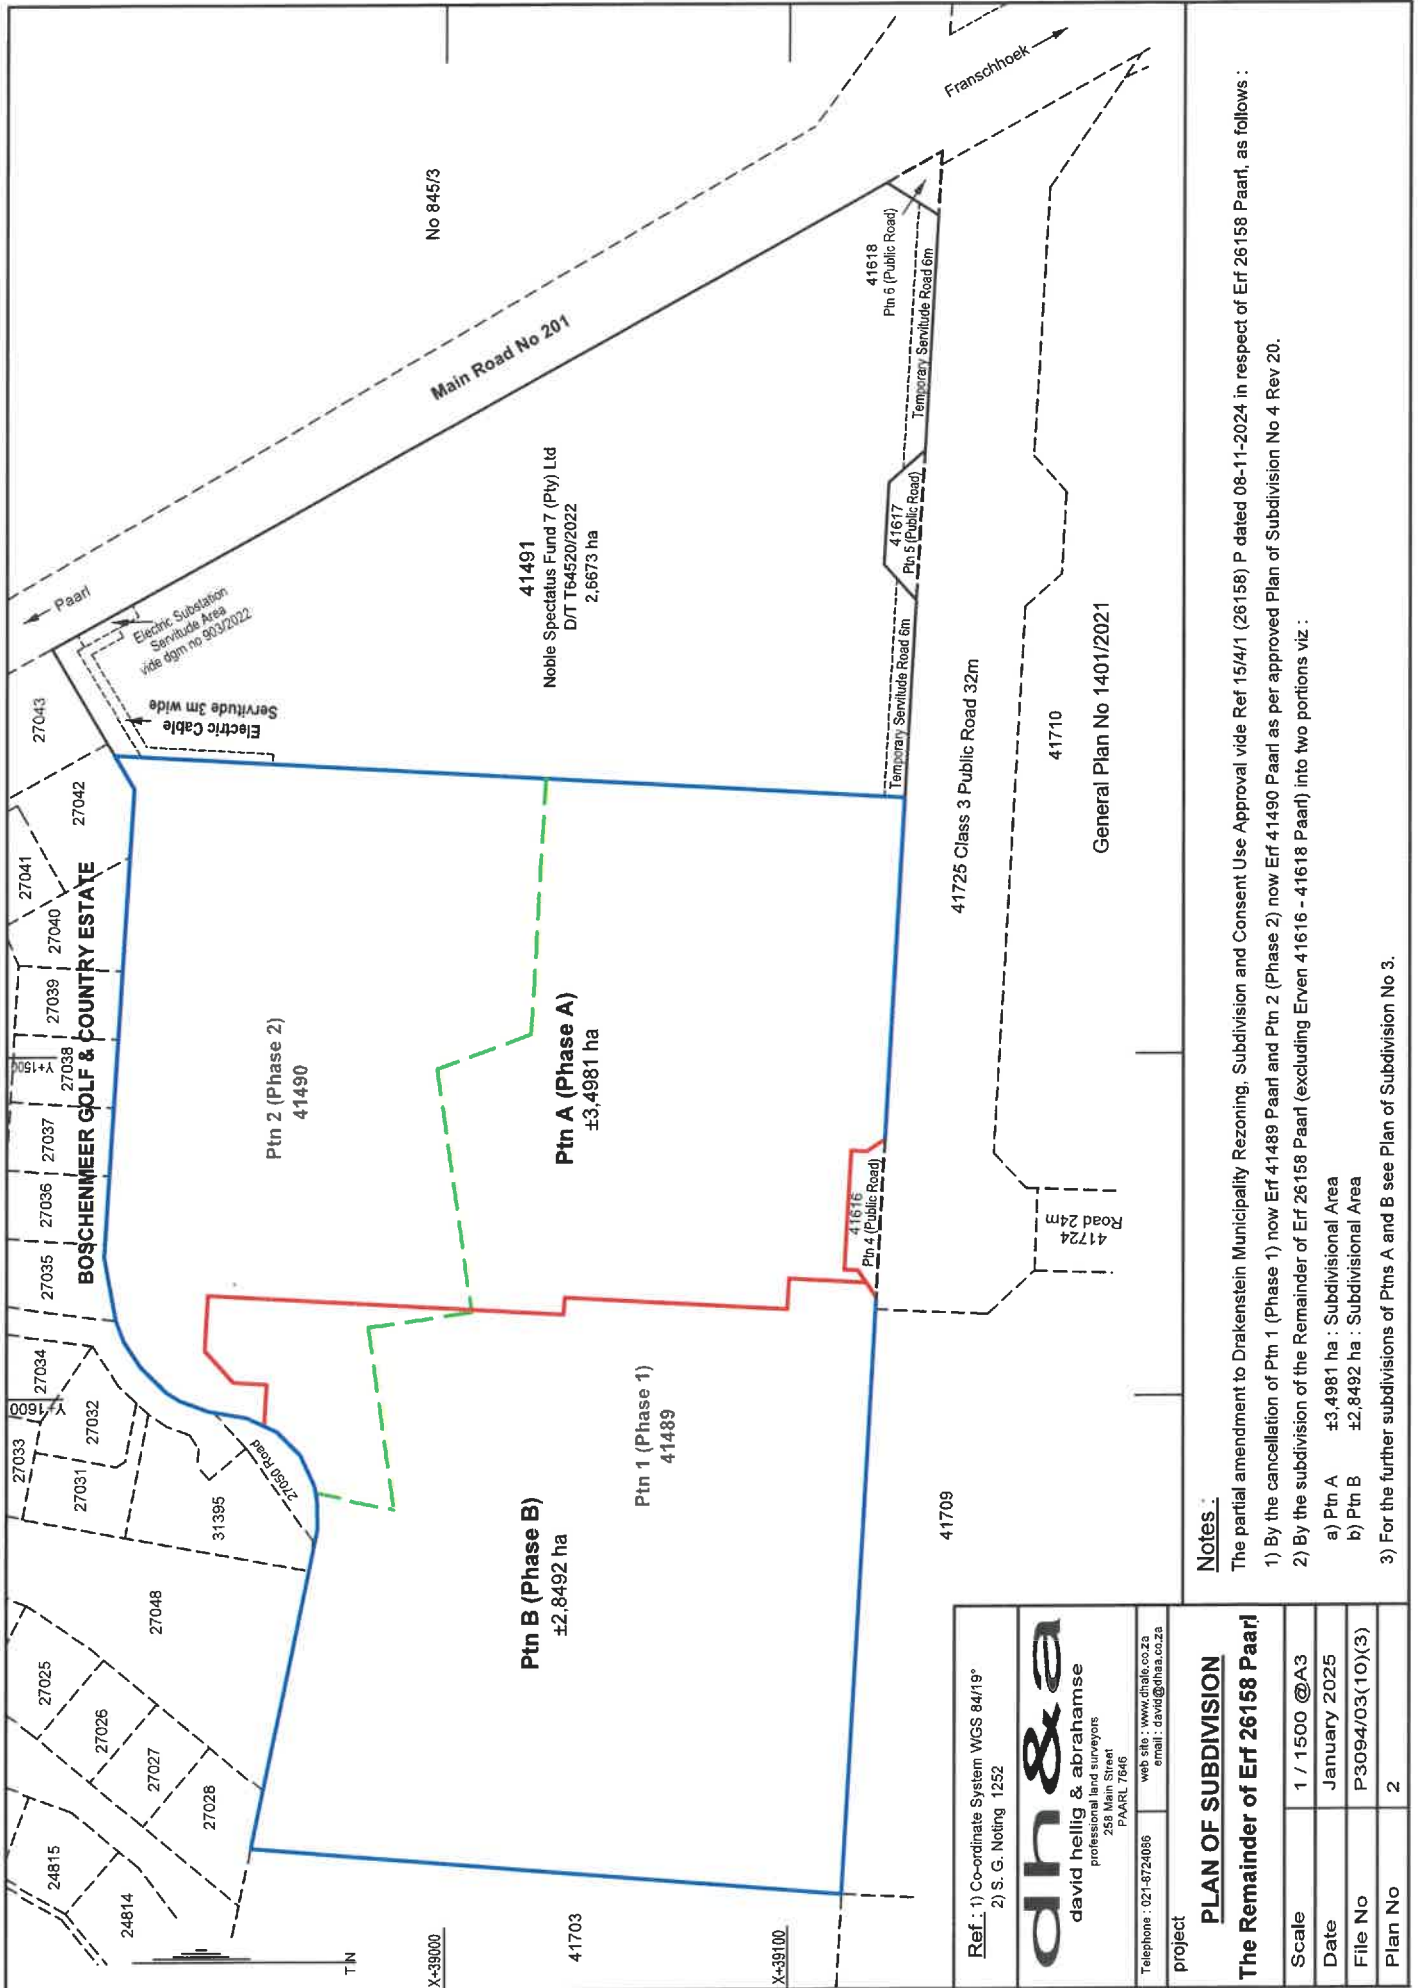 BOSCHENMEER GOLF & COUNTRY ESTATE
24815
24814
27025
27026
27027
27028
27048
31395
27031
27032
27033
27034
27050 Road
27035
27036
27037
27038
27039
27040
27041
27042
27043
Y+1600
Y+1500
Paarl
Electric Substation
Servitude Area
vide dgm no 903/2022
Electric Cable
Servitude 3m wide
Main Road No 201
No 845/3
Franschhoek
Ptn 2 (Phase 2)
41490
Ptn A (Phase A)
±3,4981 ha
Ptn B (Phase B)
±2,8492 ha
Ptn 1 (Phase 1)
41489
41491
Noble Spectatus Fund 7 (Pty) Ltd
D/T T64520/2022
2,6673 ha
41616
Ptn 4 (Public Road)
Temporary Servitude Road 6m
41617
Ptn 5 (Public Road)
Temporary Servitude Road 6m
41618
Ptn 6 (Public Road)
41725 Class 3 Public Road 32m
41724
Road 24m
41710
General Plan No 1401/2021
41709
41703
T N
X+39000
X+39100
Ref : 1) Co-ordinate System WGS 84/19°
2) S. G. Noting 1252
dh&a
david hellig & abrahamse
professional land surveyors
258 Main Street
PAARL 7646
Telephone : 021-8724086
web site : www.dhale.co.za
email : david@dhaa.co.za
project
PLAN OF SUBDIVISION
The Remainder of Erf 26158 Paarl
Scale 1 / 1500 @A3
Date January 2025
File No P3094/03(10)(3)
Plan No 2
Notes :
The partial amendment to Drakenstein Municipality Rezoning, Subdivision and Consent Use Approval vide Ref 15/4/1 (26158) P dated 08-11-2024 in respect of Erf 26158 Paarl, as follows :
1) By the cancellation of Ptn 1 (Phase 1) now Erf 41489 Paarl and Ptn 2 (Phase 2) now Erf 41490 Paarl as per approved Plan of Subdivision No 4 Rev 20.
2) By the subdivision of the Remainder of Erf 26158 Paarl (excluding Erven 41616 - 41618 Paarl) into two portions viz :
a) Ptn A ±3,4981 ha : Subdivisional Area
b) Ptn B ±2,8492 ha : Subdivisional Area
3) For the further subdivisions of Ptns A and B see Plan of Subdivision No 3.